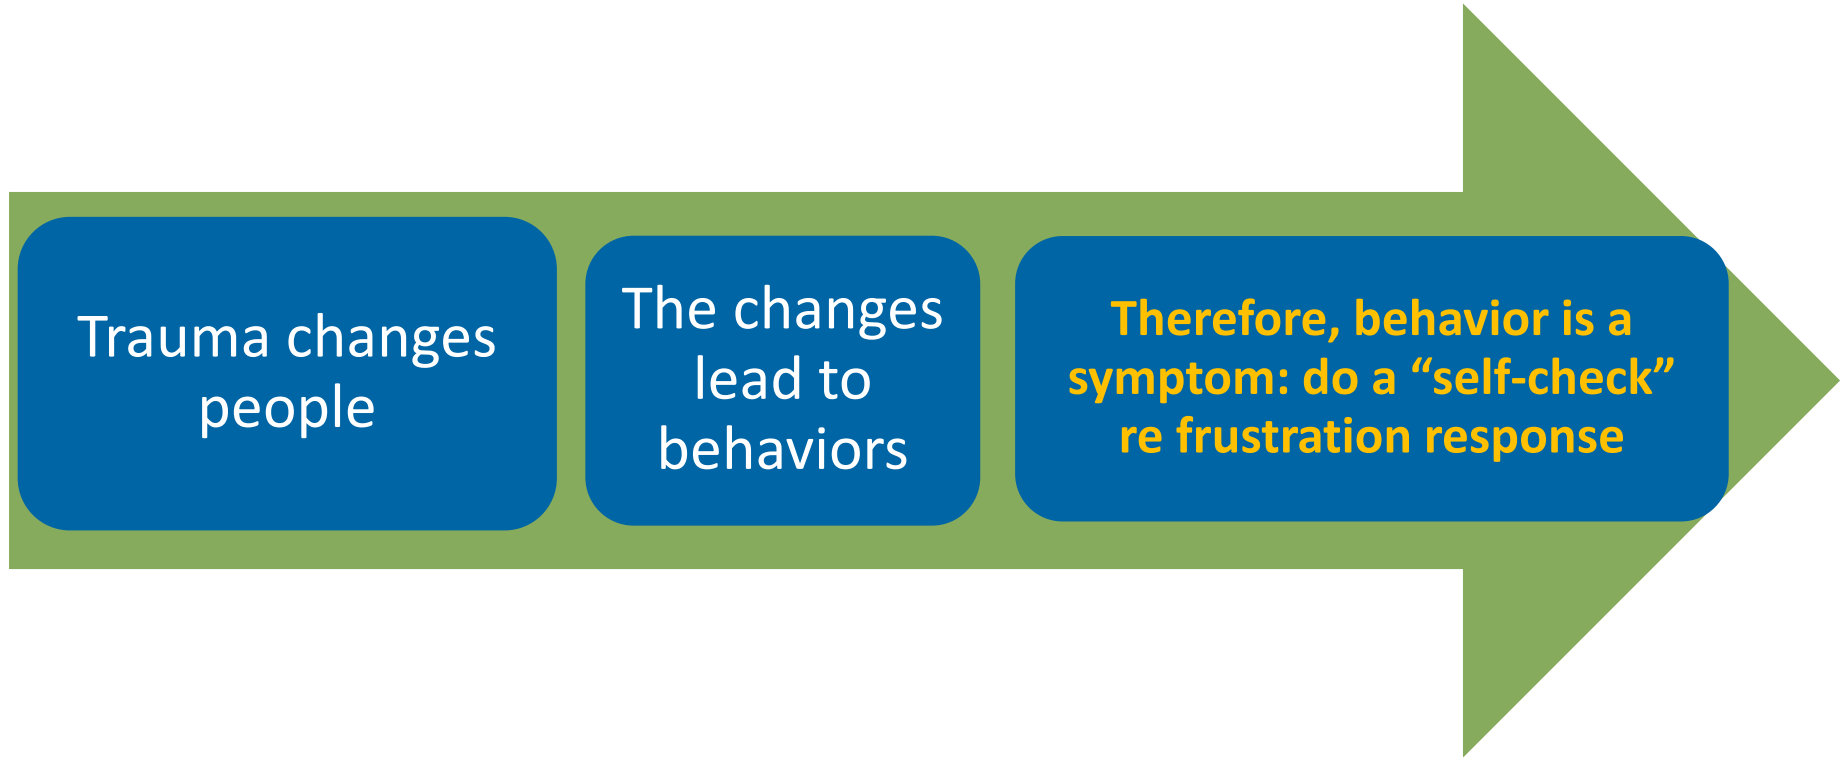 Trauma changes
people
The changes
lead to
behaviors
Therefore, behavior is a
symptom: do a “self-check”
re frustration response